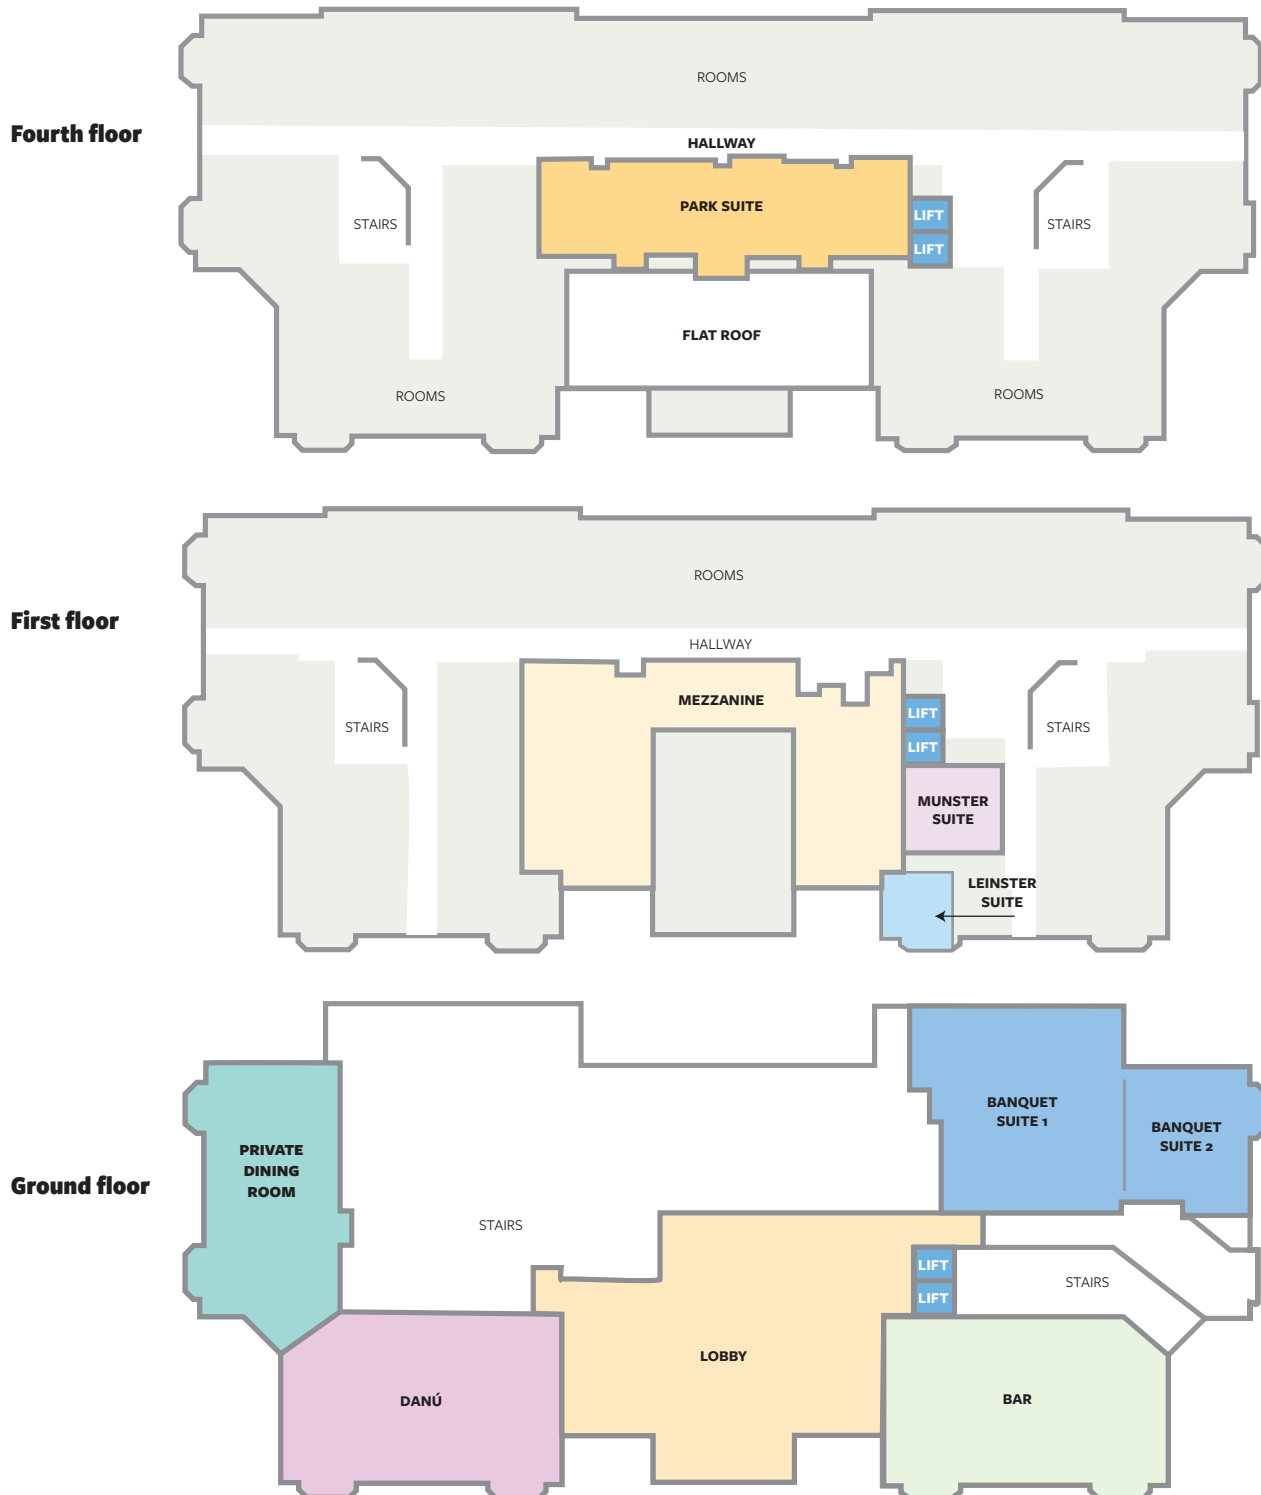 Fourth floor
ROOMS
HALLWAY
PARK SUITE
STAIRS
LIFT
LIFT
STAIRS
FLAT ROOF
ROOMS
ROOMS
First floor
ROOMS
HALLWAY
MEZZANINE
STAIRS
LIFT
LIFT
STAIRS
MUNSTER
SUITE
LEINSTER
SUITE
Ground floor
BANQUET
SUITE 1
BANQUET
SUITE 2
PRIVATE
DINING
ROOM
STAIRS
LIFT
LIFT
STAIRS
LOBBY
DANÚ
BAR